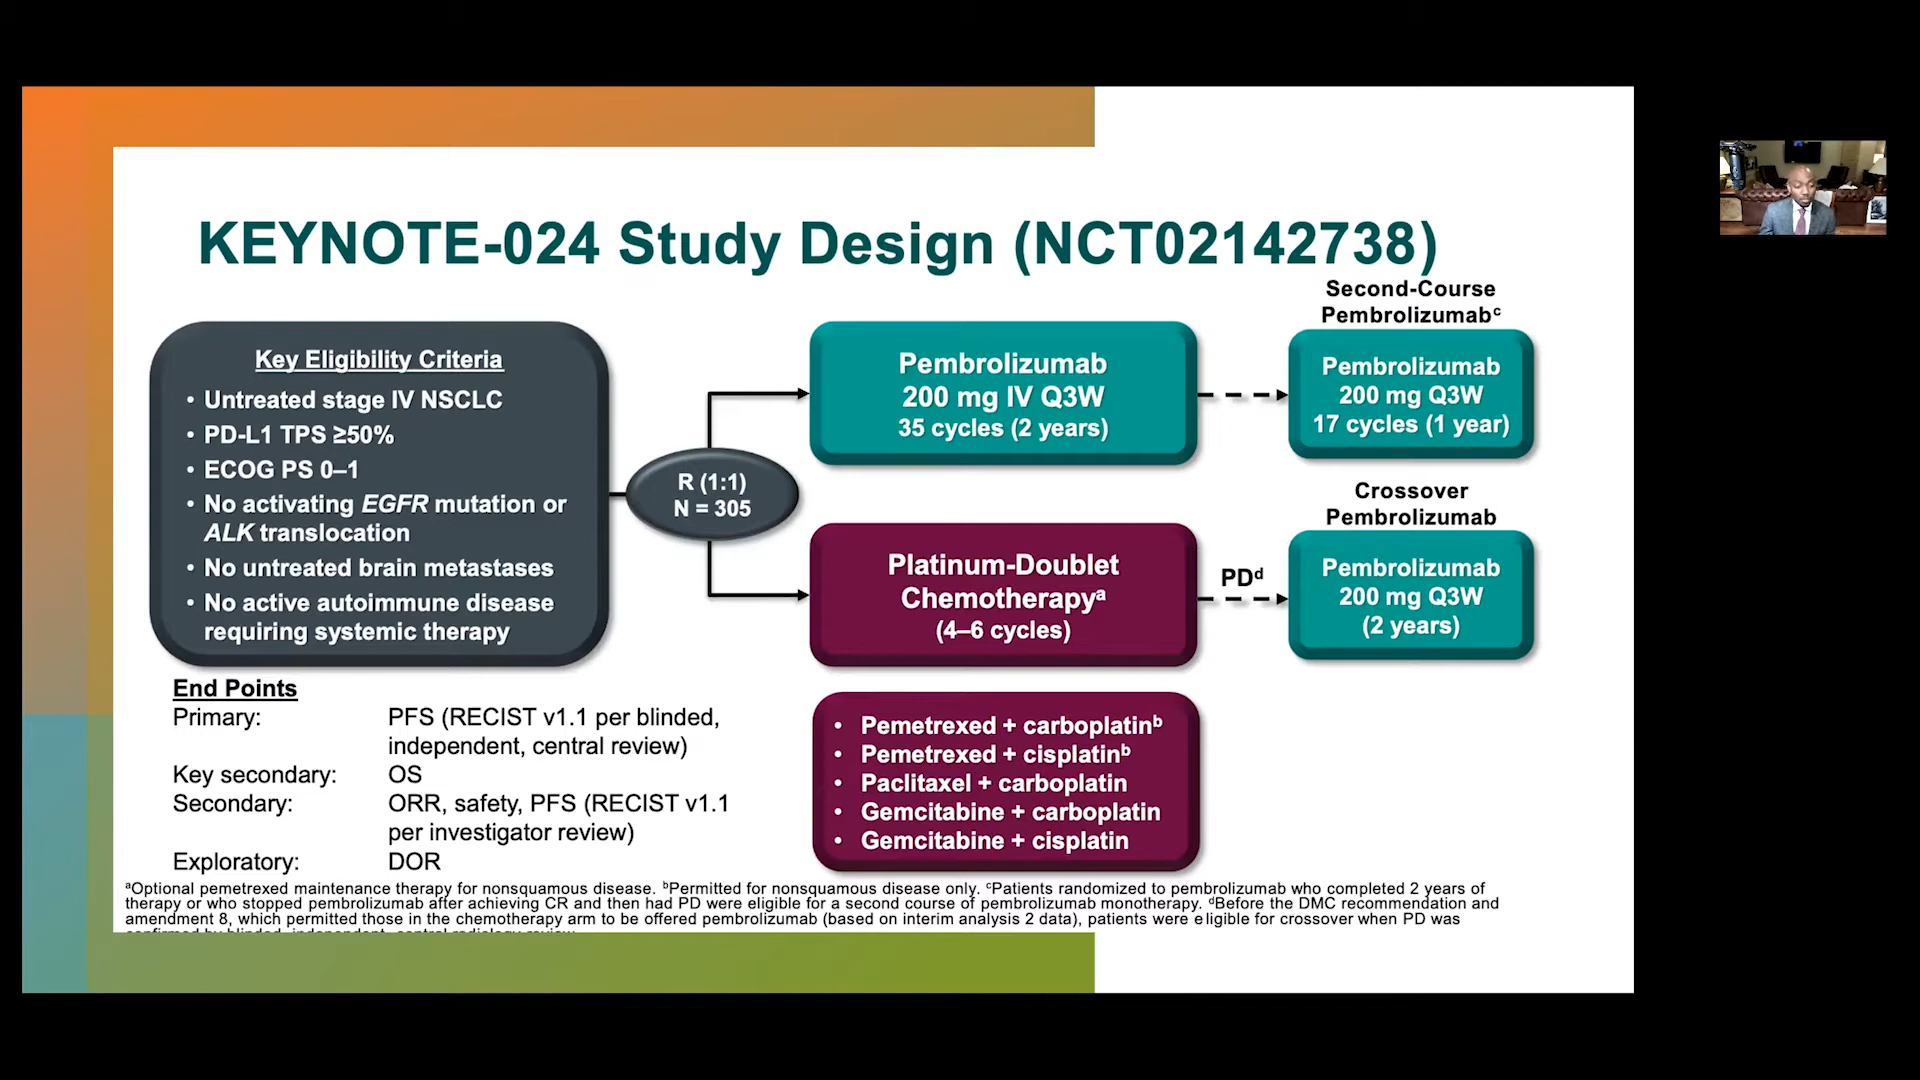 KEYNOTE-024 Study Design (NCT02142738)
Key Eligibility Criteria
• Untreated stage IV NSCLC
• PD-L1 TPS ≥50%
• ECOG PS 0–1
• No activating EGFR mutation or
ALK translocation
• No untreated brain metastases
• No active autoimmune disease
requiring systemic therapy
R (1:1)
N = 305
Pembrolizumab
200 mg IV Q3W
35 cycles (2 years)
Second-Course
Pembrolizumabᶜ
Pembrolizumab
200 mg Q3W
17 cycles (1 year)
Platinum-Doublet
Chemotherapyᵃ
(4–6 cycles)
PDᵈ
Crossover
Pembrolizumab
Pembrolizumab
200 mg Q3W
(2 years)
• Pemetrexed + carboplatinᵇ
• Pemetrexed + cisplatinᵇ
• Paclitaxel + carboplatin
• Gemcitabine + carboplatin
• Gemcitabine + cisplatin
End Points
Primary: PFS (RECIST v1.1 per blinded,
independent, central review)
Key secondary: OS
Secondary: ORR, safety, PFS (RECIST v1.1
per investigator review)
Exploratory: DOR
ᵃOptional pemetrexed maintenance therapy for nonsquamous disease. ᵇPermitted for nonsquamous disease only. ᶜPatients randomized to pembrolizumab who completed 2 years of
therapy or who stopped pembrolizumab after achieving CR and then had PD were eligible for a second course of pembrolizumab monotherapy. ᵈBefore the DMC recommendation and
amendment 8, which permitted those in the chemotherapy arm to be offered pembrolizumab (based on interim analysis 2 data), patients were eligible for crossover when PD was
confirmed by blinded, independent, central radiology review.